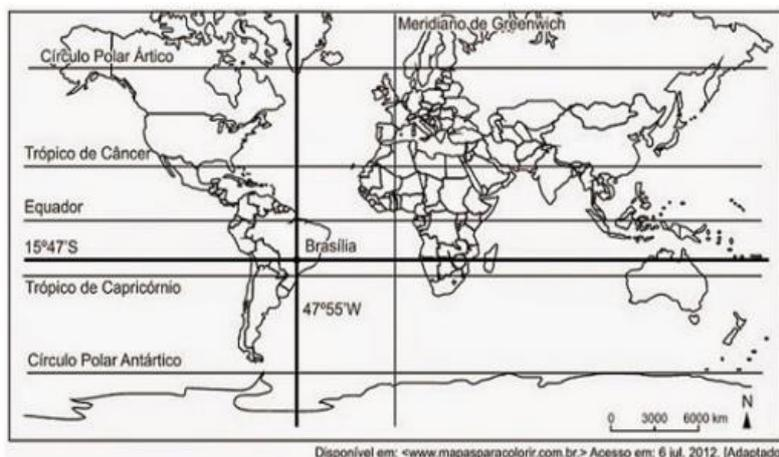 Meridiano de Greenwich
Círculo Polar Ártico
Trópico de Câncer
Equador
15º47'S
Brasília
Trópico de Capricórnio
47º55'W
Círculo Polar Antártico
N
0 3000 6000 km
Disponível em: <www.mapasparacolorir.com.br.> Acesso em: 6 jul. 2012. [Adaptado